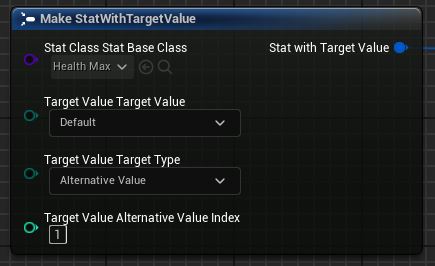 Make StatWithTargetValue
Stat Class Stat Base Class
Stat with Target Value
Health Max
Target Value Target Value
Default
Target Value Target Type
Alternative Value
Target Value Alternative Value Index
1